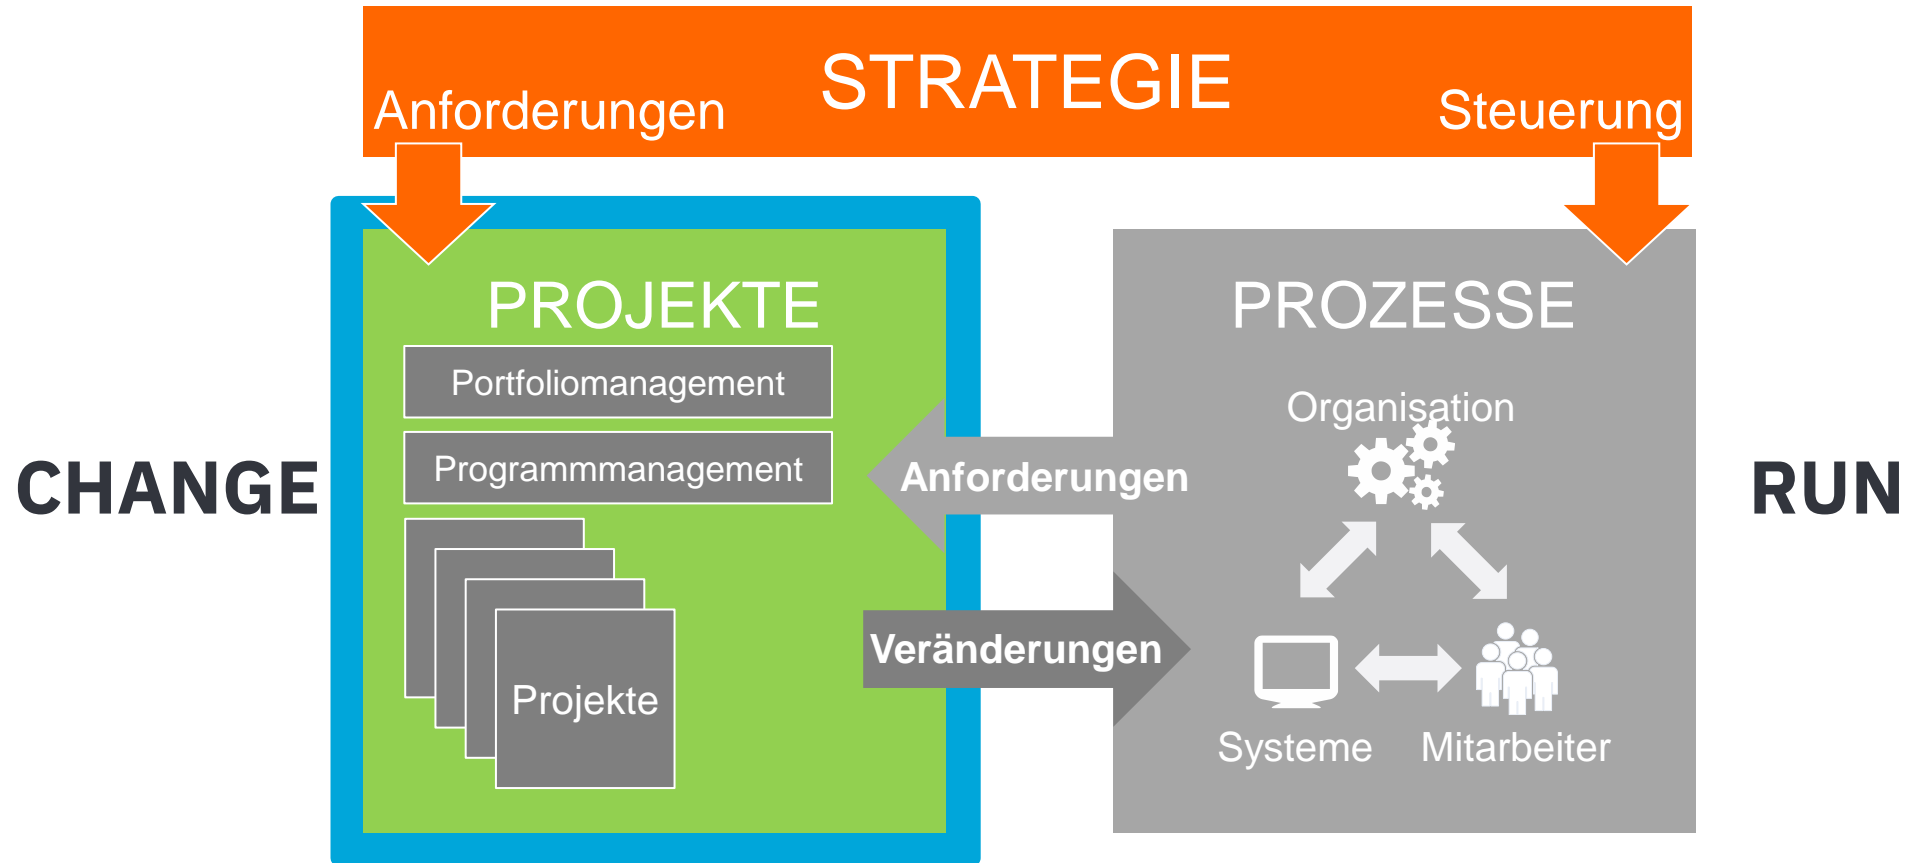 STRATEGIE
Anforderungen
Steuerung
CHANGE
PROJEKTE
Portfoliomanagement
Programmmanagement
Projekte
Anforderungen
Veränderungen
PROZESSE
Organisation
Systeme
Mitarbeiter
RUN